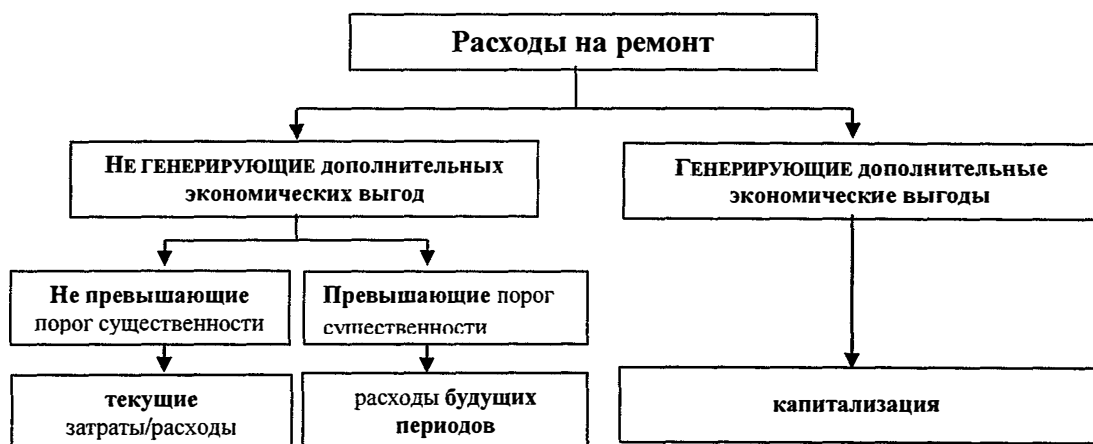 Расходы на ремонт
НЕ ГЕНЕРИРУЮЩИЕ дополнительных
экономических выгод
ГЕНЕРИРУЮЩИЕ дополнительные
экономические выгоды
Не превышающие
порог существенности
Превышающие порог
существенности
текущие
затраты/расходы
расходы будущих
периодов
капитализация